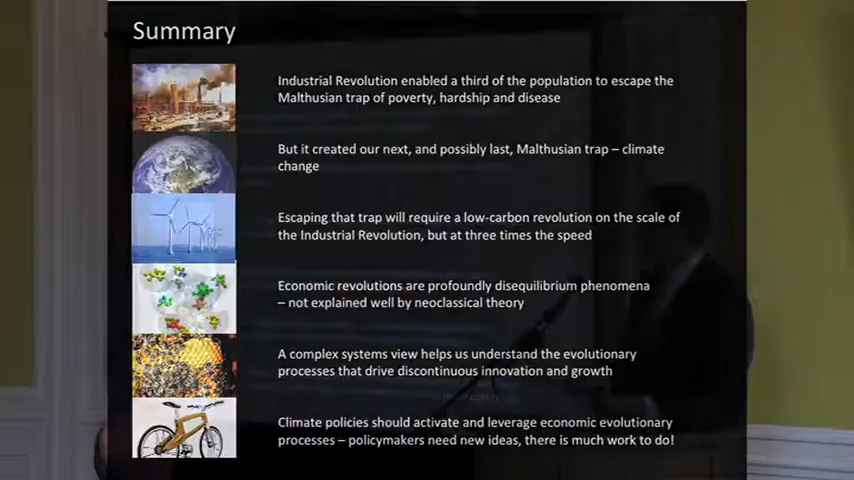 Summary
Industrial Revolution enabled a third of the population to escape the
Malthusian trap of poverty, hardship and disease
But it created our next, and possibly last, Malthusian trap – climate
change
Escaping that trap will require a low-carbon revolution on the scale of
the Industrial Revolution, but at three times the speed
Economic revolutions are profoundly disequilibrium phenomena
– not explained well by neoclassical theory
A complex systems view helps us understand the evolutionary
processes that drive discontinuous innovation and growth
Climate policies should activate and leverage economic evolutionary
processes – policymakers need new ideas, there is much work to do!